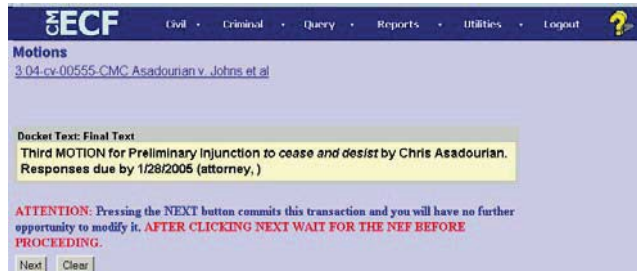 CM ECF Civil Criminal Query Reports Utilities Logout ?
Motions
3:04-cv-00555-CMC Asadourian v. Johns et al
Docket Text: Final Text
Third MOTION for Preliminary Injunction to cease and desist by Chris Asadourian.
Responses due by 1/28/2005 (attorney, )
ATTENTION: Pressing the NEXT button commits this transaction and you will have no further
opportunity to modify it. AFTER CLICKING NEXT WAIT FOR THE NEF BEFORE
PROCEEDING.
Next Clear